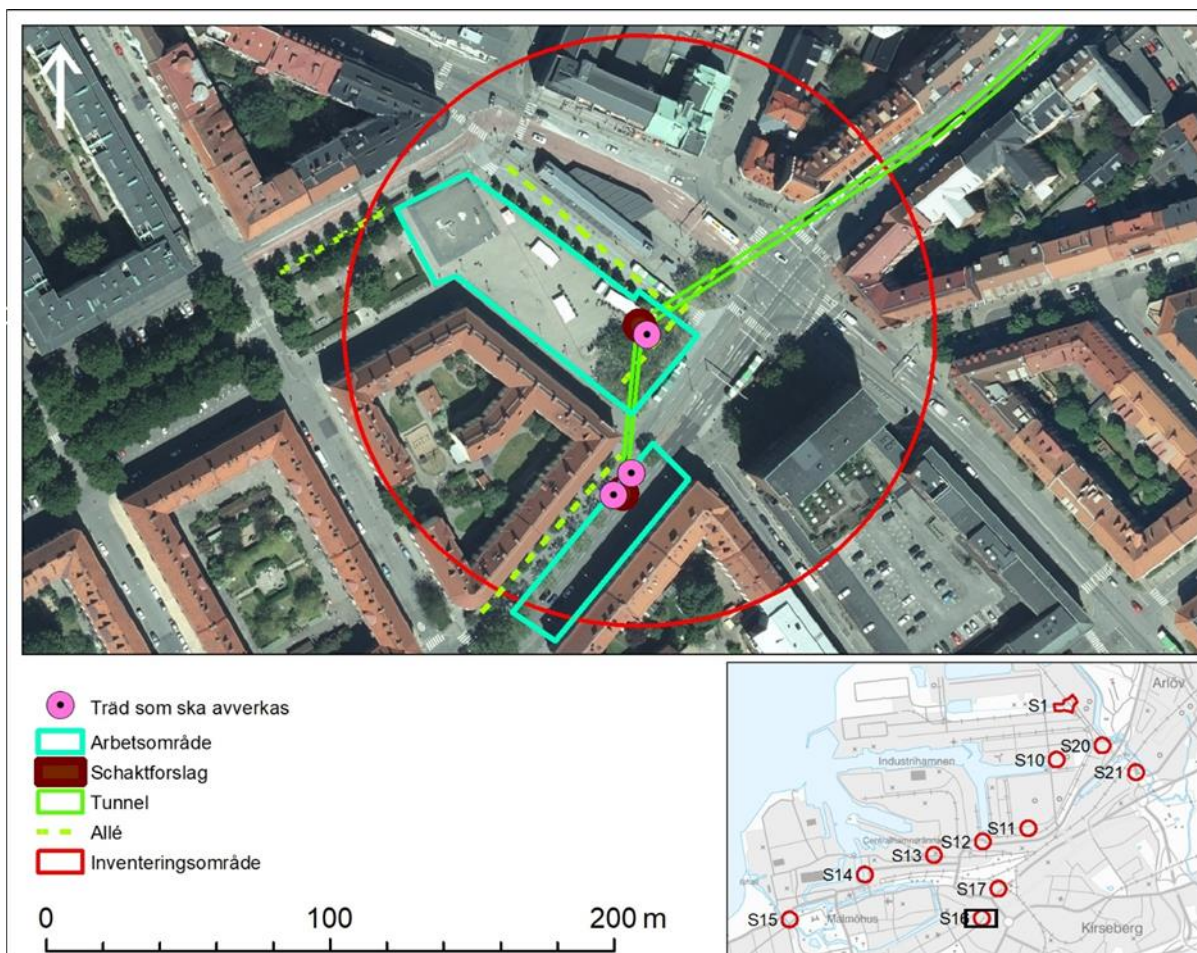 Träd som ska avverkas
Arbetsområde
Schaktforslag
Tunnel
Allé
Inventeringsområde
0 100 200 m
Arlöv
S1
S20
S10
Industrihamnen
S21
S11
S12
S13
S14
S17
S15
Malmöhus
S16
Kirseberg